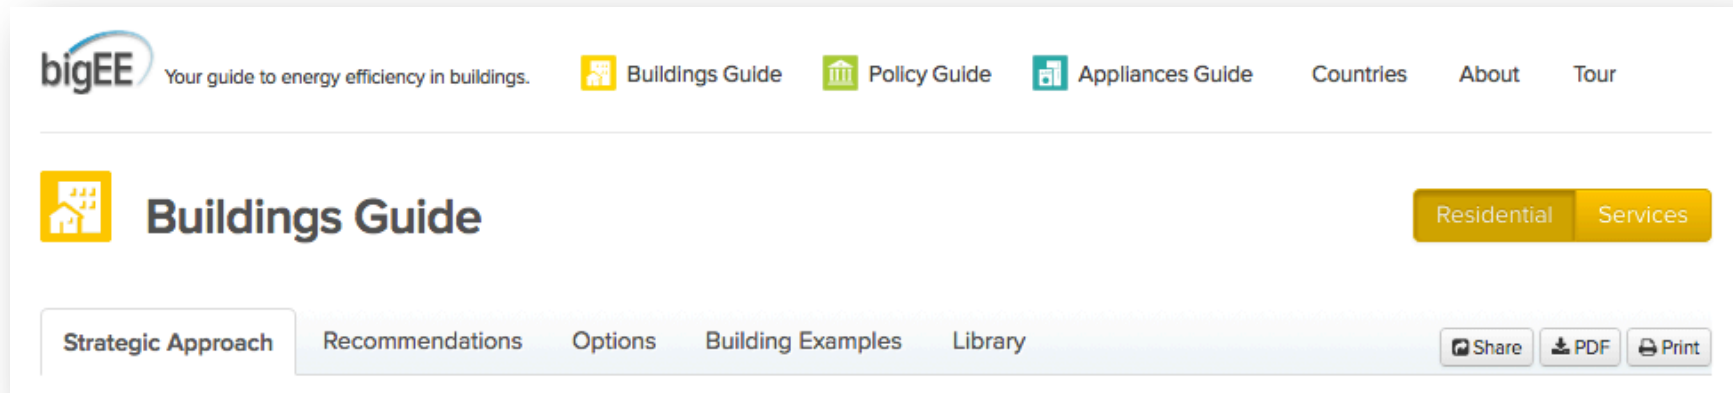 bigEE Your guide to energy efficiency in buildings. Buildings Guide Policy Guide Appliances Guide Countries About Tour
Buildings Guide Residential Services
Strategic Approach Recommendations Options Building Examples Library Share PDF Print